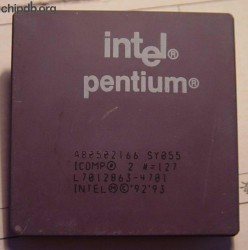 chipdb.org
intel®
pentium®
A80502166 SY055
ICOMP® 2 #=127
L7012863-4701
INTEL Ⓜ©'92'93